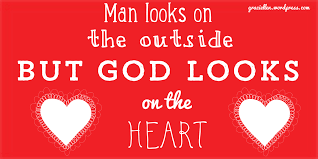 Man looks on
the outside
BUT GOD LOOKS
on the
HEART